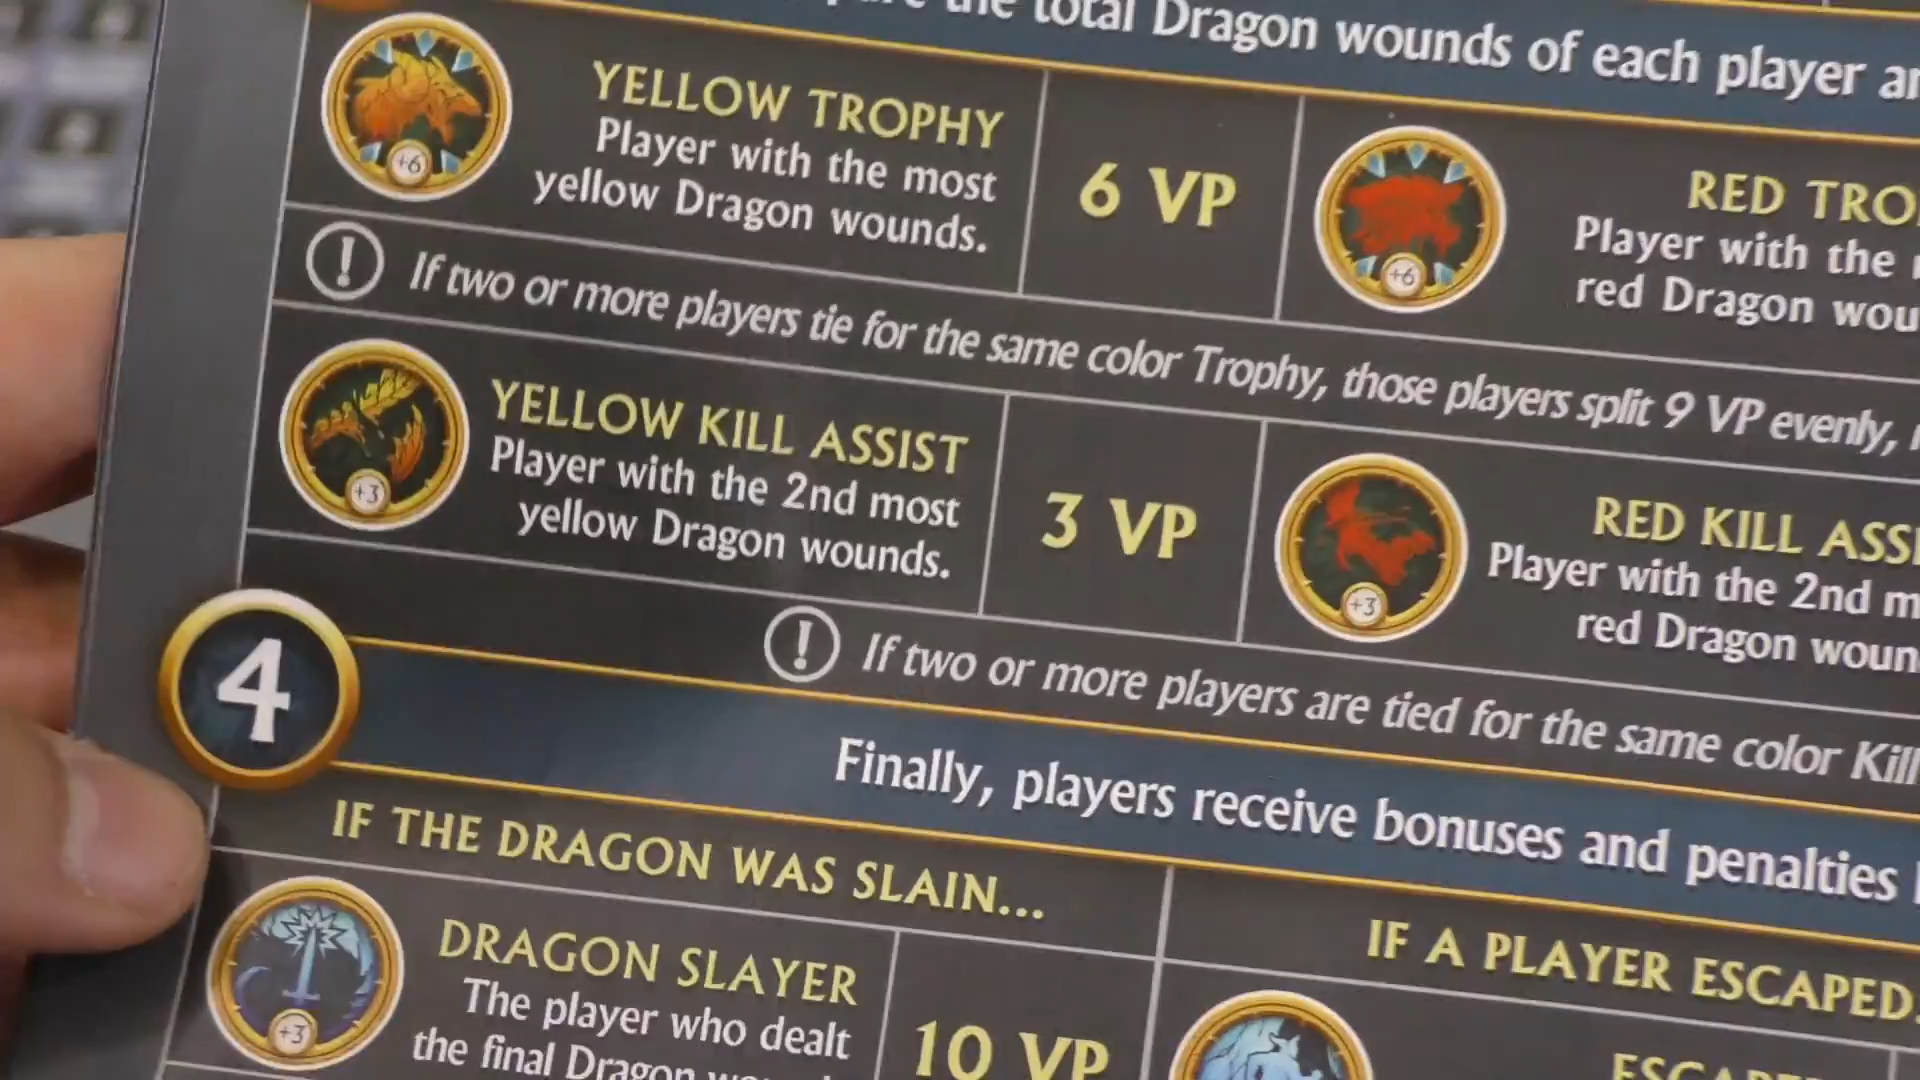 the total Dragon wounds of each player
YELLOW TROPHY
Player with the most
yellow Dragon wounds.
6 VP
+6
RED
Player with the
red Dragon
+6
! If two or more players tie for the same color Trophy, those players split 9 VP evenly,
YELLOW KILL ASSIST
Player with the 2nd most
yellow Dragon wounds.
3 VP
+3
RED KILL
Player with the 2nd
red Dragon
+3
! If two or more players are tied for the same color Kill
4
Finally, players receive bonuses and penalties
IF THE DRAGON WAS SLAIN...
IF A PLAYER ESCAPED
DRAGON SLAYER
The player who dealt
the final Dragon
10 VP
+3